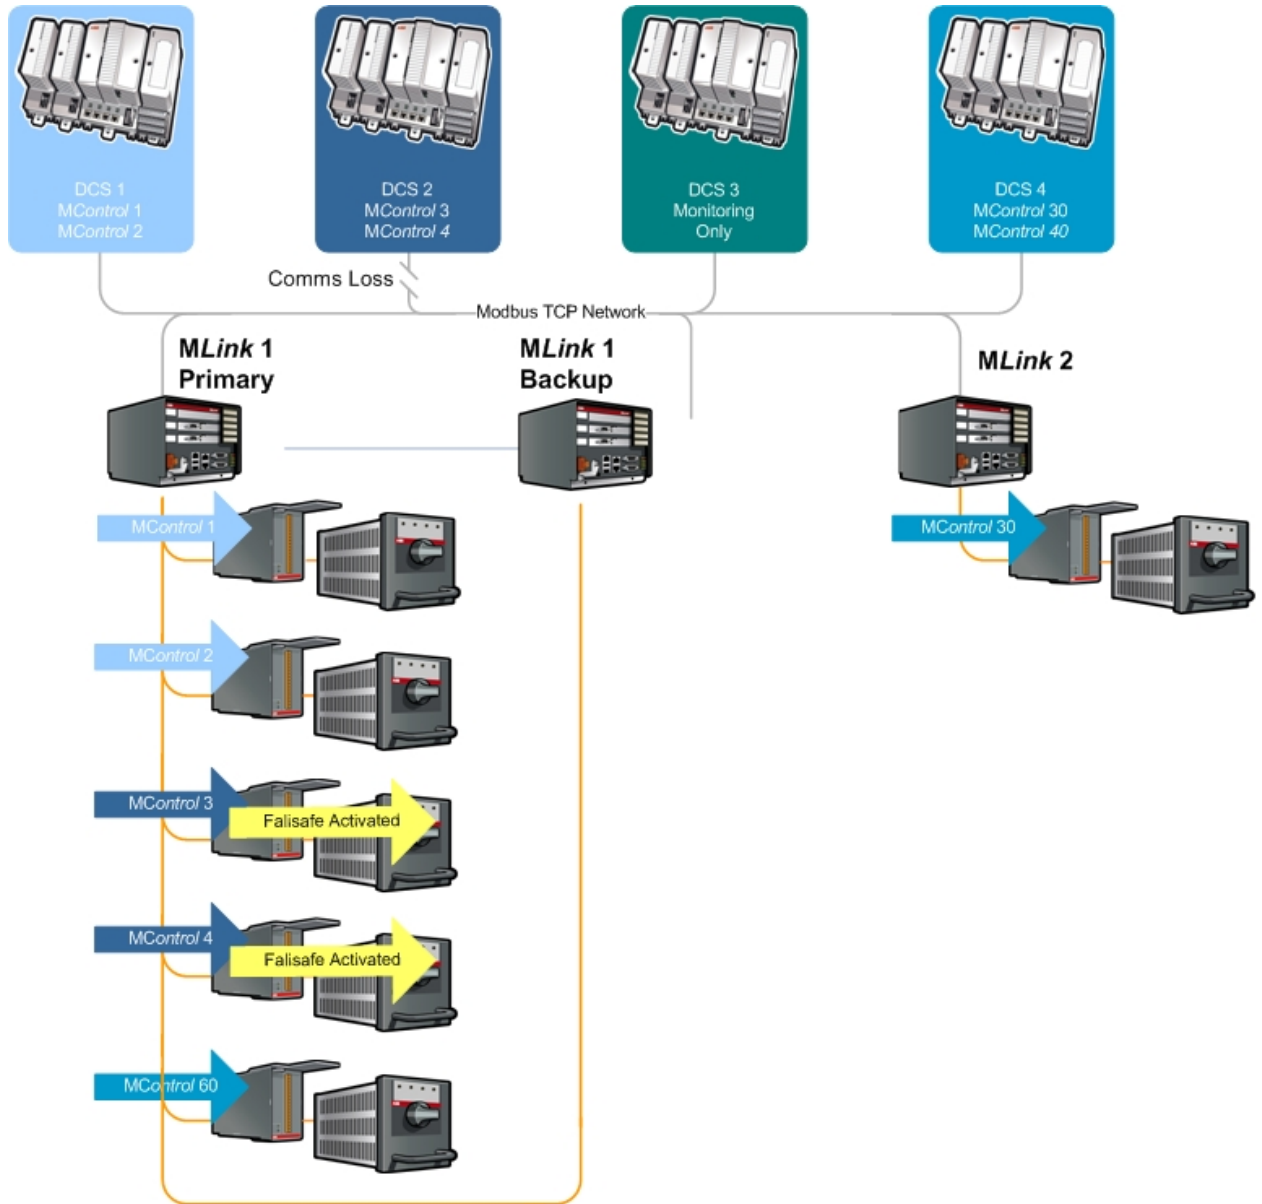 DCS 1
MControl 1
MControl 2
DCS 2
MControl 3
MControl 4
DCS 3
Monitoring
Only
DCS 4
MControl 30
MControl 40
Comms Loss
Modbus TCP Network
MLink 1
Primary
MLink 1
Backup
MLink 2
MControl 1
MControl 30
MControl 2
MControl 3
Falisafe Activated
MControl 4
Falisafe Activated
MControl 60